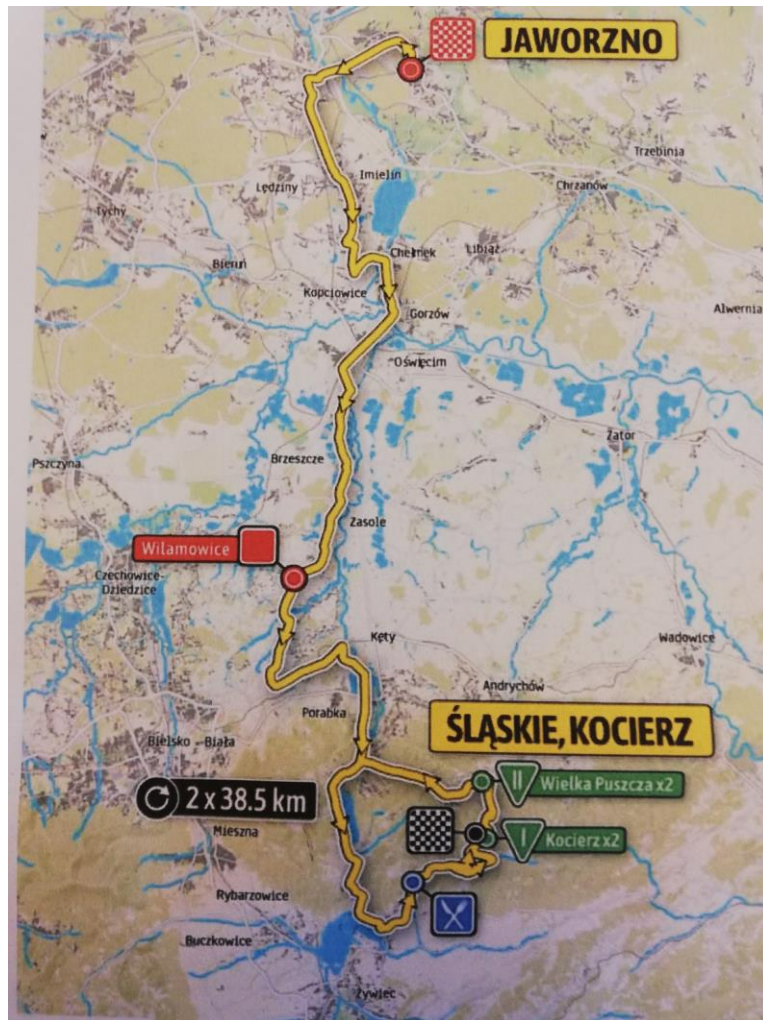 JAWORZNO
Trzebinia
Imielin
Lędziny
Chrzanów
Tychy
Chełmek
Libiąż
Bieruń
Kopciowice
Alwernia
Gorzów
Oświęcim
Zator
Brzeszcze
Pszczyna
Zasole
Wilamowice
Czechowice-
Dziedzice
Kęty
Wadowice
Andrychów
Porąbka
ŚLĄSKIE, KOCIERZ
Bielsko - Biała
II Wielka Puszcza x2
2 x 38.5 km
Mieszna
I Kocierz x2
Rybarzowice
Buczkowice
Żywiec